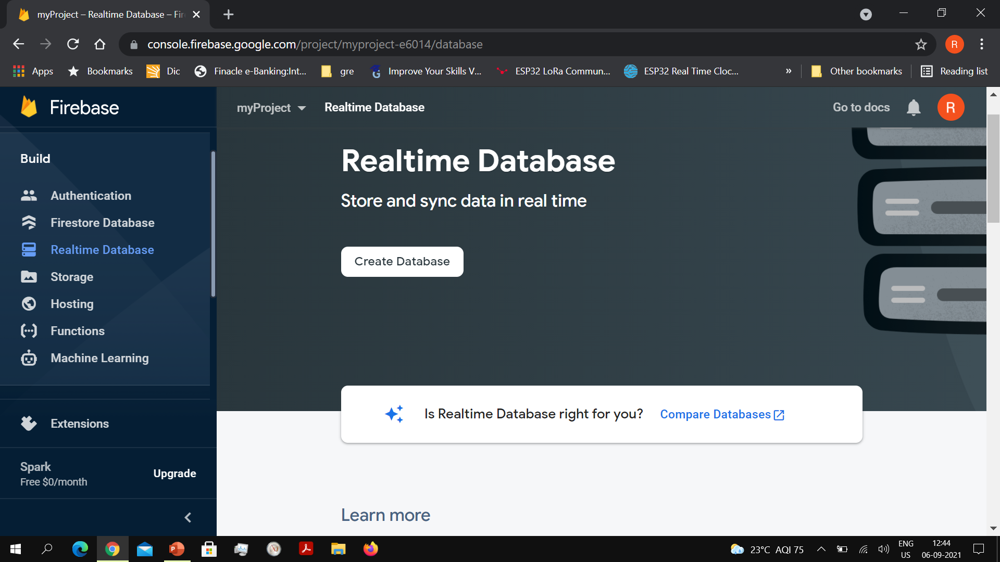 myProject – Realtime Database – Fir
console.firebase.google.com/project/myproject-e6014/database
R
Apps
Bookmarks
Dic
Finacle e-Banking:Int...
gre
Improve Your Skills V...
ESP32 LoRa Commun...
ESP32 Real Time Cloc...
»
Other bookmarks
Reading list
Firebase
myProject
Realtime Database
Go to docs
R
Build
Authentication
Firestore Database
Realtime Database
Storage
Hosting
Functions
Machine Learning
Extensions
Spark
Free $0/month
Upgrade
Realtime Database
Store and sync data in real time
Create Database
Is Realtime Database right for you? Compare Databases
Learn more
23°C AQI 75
ENG
US
12:44
06-09-2021